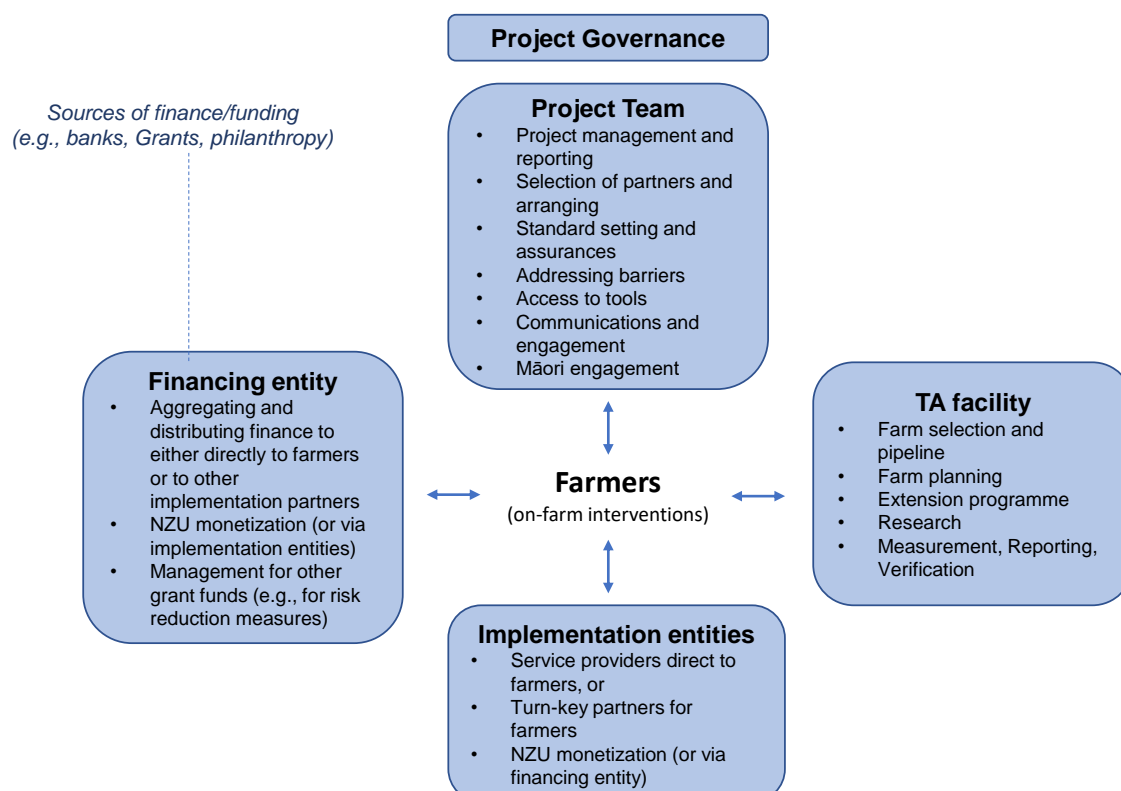 Project Governance
Project Team
• Project management and
reporting
• Selection of partners and
arranging
• Standard setting and
assurances
• Addressing barriers
• Access to tools
• Communications and
engagement
• Māori engagement
Sources of finance/funding
(e.g., banks, Grants, philanthropy)
Financing entity
• Aggregating and
distributing finance to
either directly to farmers
or to other
implementation partners
• NZU monetization (or via
implementation entities)
• Management for other
grant funds (e.g., for risk
reduction measures)
Farmers
(on-farm interventions)
TA facility
• Farm selection and
pipeline
• Farm planning
• Extension programme
• Research
• Measurement, Reporting,
Verification
Implementation entities
• Service providers direct to
farmers, or
• Turn-key partners for
farmers
• NZU monetization (or via
financing entity)